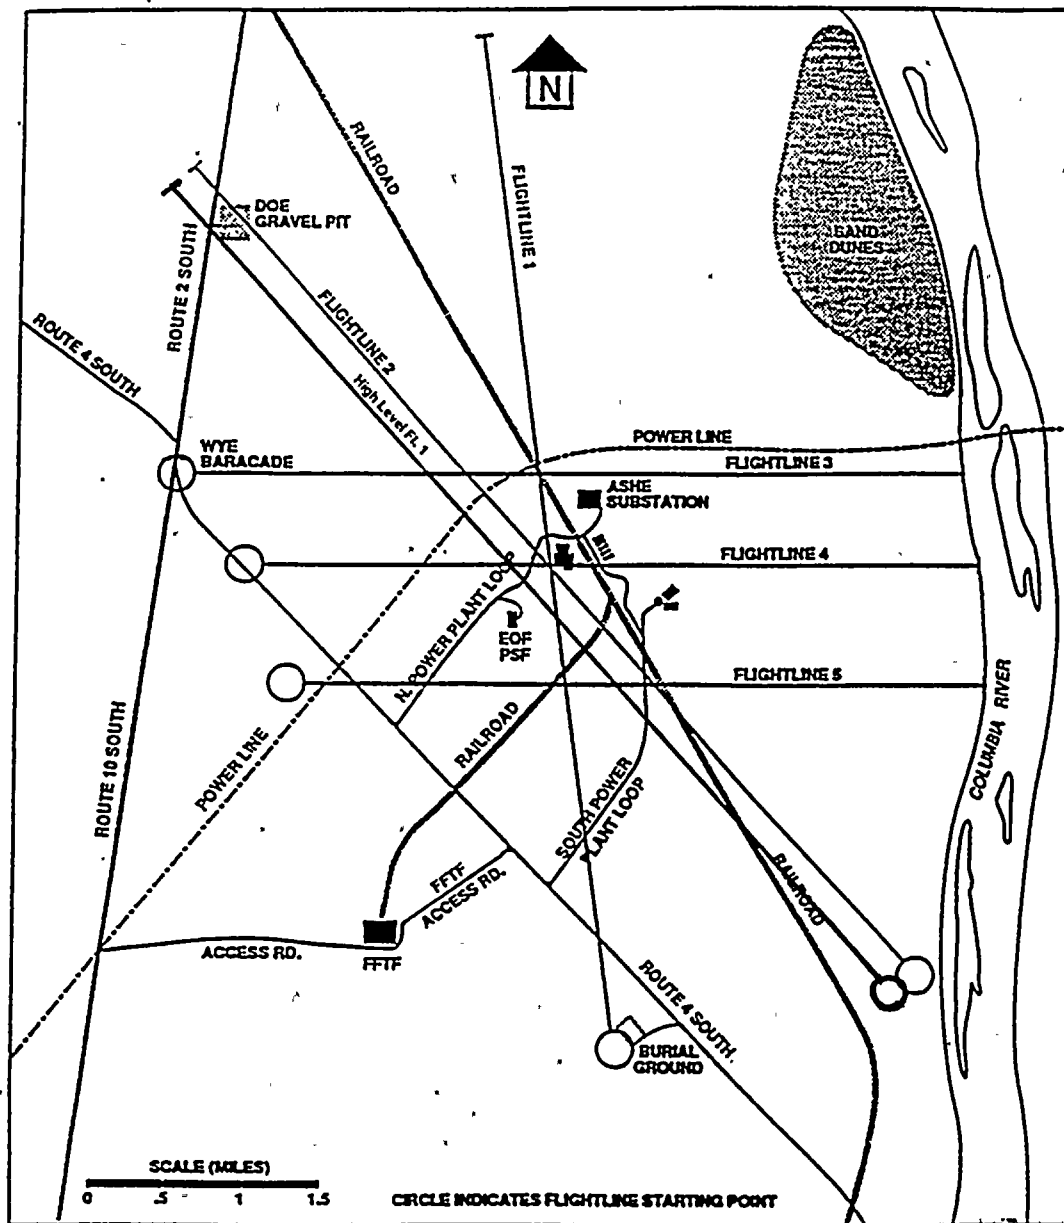 N
RAILROAD
FLIGHTLINE 1
DOE
GRAVEL PIT
SAND
DUNES
ROUTE 2 SOUTH
FLIGHTLINE 2
ROUTE 4 SOUTH
High Level FL 1
WYE
BARACADE
POWER LINE
FLIGHTLINE 3
ASHE
SUBSTATION
FLIGHTLINE 4
N. POWER PLANT LOOP
EOF
PSF
FLIGHTLINE 5
COLUMBIA RIVER
RAILROAD
POWER LINE
ROUTE 10 SOUTH
SOUTH POWER
PLANT LOOP
FFTF
ACCESS RD.
RAILROAD
ACCESS RD.
FFTF
ROUTE 4 SOUTH
BURIAL
GROUND
SCALE (MILES)
0 .5 1 1.5
CIRCLE INDICATES FLIGHTLINE STARTING POINT